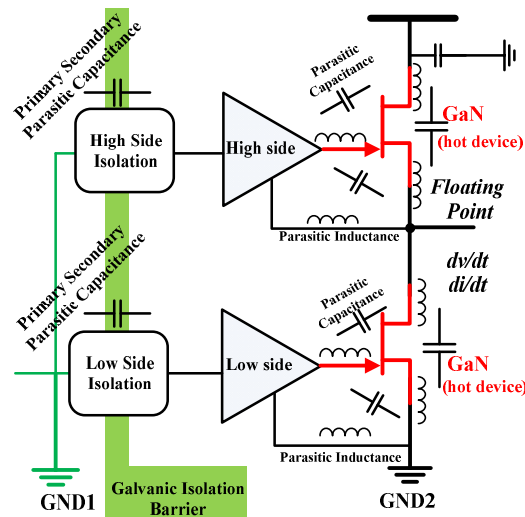 Primary Secondary
Parasitic Capacitance
High Side
Isolation
High side
Parasitic
Capacitance
GaN
(hot device)
Floating
Point
Parasitic Inductance
dv/dt
di/dt
Primary Secondary
Parasitic Capacitance
Low Side
Isolation
Low side
Parasitic
Capacitance
GaN
(hot device)
Parasitic Inductance
GND1
Galvanic Isolation
Barrier
GND2